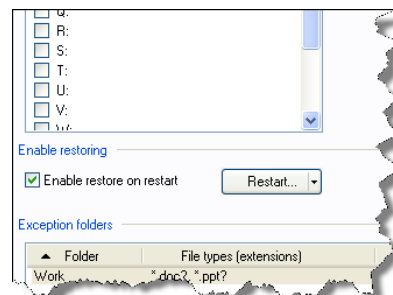 Q:
R:
S:
T:
U:
V:
W:
Enable restoring
Enable restore on restart Restart...
Exception folders
Folder File types (extensions)
Work *.doc?, *.ppt?